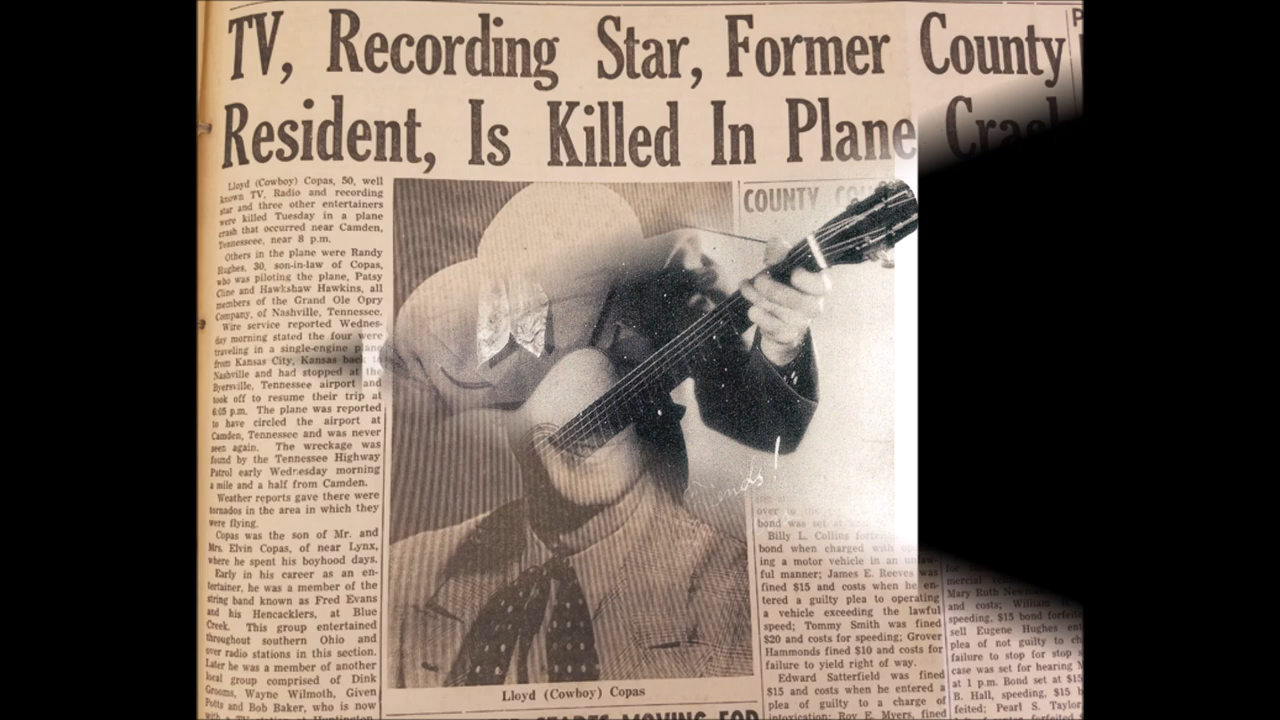 TV, Recording Star, Former County
Resident, Is Killed In Plane Crash
Lloyd (Cowboy) Copas, 50, well
known TV, Radio and recording
star and three other entertainers
were killed Tuesday in a plane
crash that occurred near Camden,
Tennesseee, near 8 p.m.
Others in the plane were Randy
Hughes, 30, son-in-law of Copas,
who was piloting the plane, Patsy
Cline and Hawkshaw Hawkins, all
members of the Grand Ole Opry
Company, of Nashville, Tennessee.
Wire service reported Wednes-
day morning stated the four were
traveling in a single-engine plane
from Kansas City, Kansas back to
Nashville and had stopped at the
Byersville, Tennessee airport and
took off to resume their trip at
6:05 p.m. The plane was reported
to have circled the airport at
Camden, Tennessee and was never
seen again. The wreckage was
found by the Tennessee Highway
Patrol early Wednesday morning
a mile and a half from Camden.
Weather reports gave there were
tornados in the area in which they
were flying.
Copas was the son of Mr. and
Mrs. Elvin Copas, of near Lynx,
where he spent his boyhood days.
Early in his career as an en-
tertainer, he was a member of the
string band known as Fred Evans
and his Hencacklers, at Blue
Creek. This group entertained
throughout southern Ohio and
over radio stations in this section.
Later he was a member of another
local group comprised of Dink
Grooms, Wayne Wilmoth, Given
Potts and Bob Baker, who is now
Lloyd (Cowboy) Copas
STARTS MOVING FOR
COUNTY
over to the
bond was set at
Billy L. Collins
bond when charged with
ing a motor vehicle in an
ful manner; James E. Reeves was
fined $15 and costs when he en-
tered a guilty plea to operating
a vehicle exceeding the lawful
speed; Tommy Smith was fined
$20 and costs for speeding; Grover
Hammonds fined $10 and costs for
failure to yield right of way.
Edward Satterfield was fined
$15 and costs when he entered a
plea of guilty to a charge of
intoxication; Roy E. Myers, fined
Mary Ruth
and costs; William
speeding, $15 bond
sell Eugene Hughes
plea of not guilty to
failure to stop for stop
case was set for hearing
at 1 p.m. Bond set at $15
B. Hall, speeding, $15
feited; Pearl S. Taylor